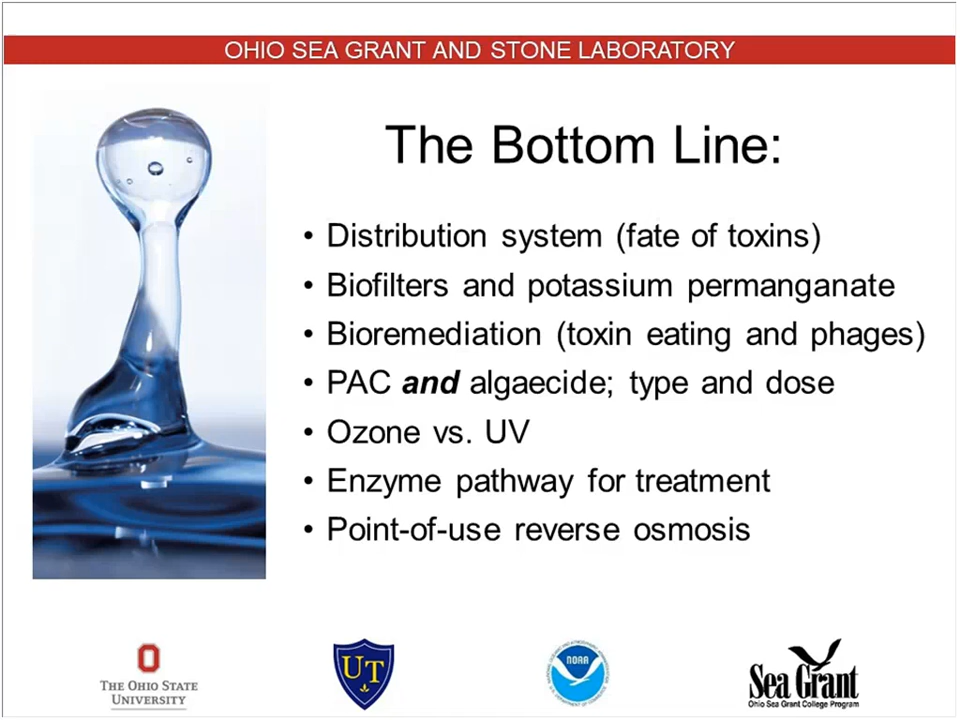 OHIO SEA GRANT AND STONE LABORATORY
The Bottom Line:
• Distribution system (fate of toxins)
• Biofilters and potassium permanganate
• Bioremediation (toxin eating and phages)
• PAC and algaecide; type and dose
• Ozone vs. UV
• Enzyme pathway for treatment
• Point-of-use reverse osmosis
THE OHIO STATE
UNIVERSITY
UT
NOAA
Sea Grant
Ohio Sea Grant College Program